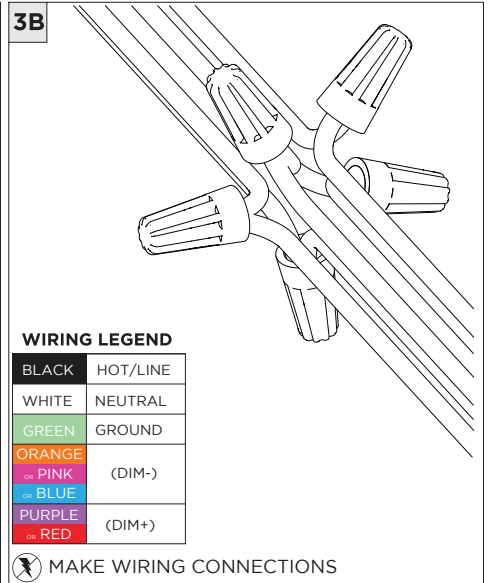 3B
WIRING LEGEND
BLACK HOT/LINE
WHITE NEUTRAL
GREEN GROUND
ORANGE
OR PINK (DIM-)
OR BLUE
PURPLE
OR RED (DIM+)
MAKE WIRING CONNECTIONS